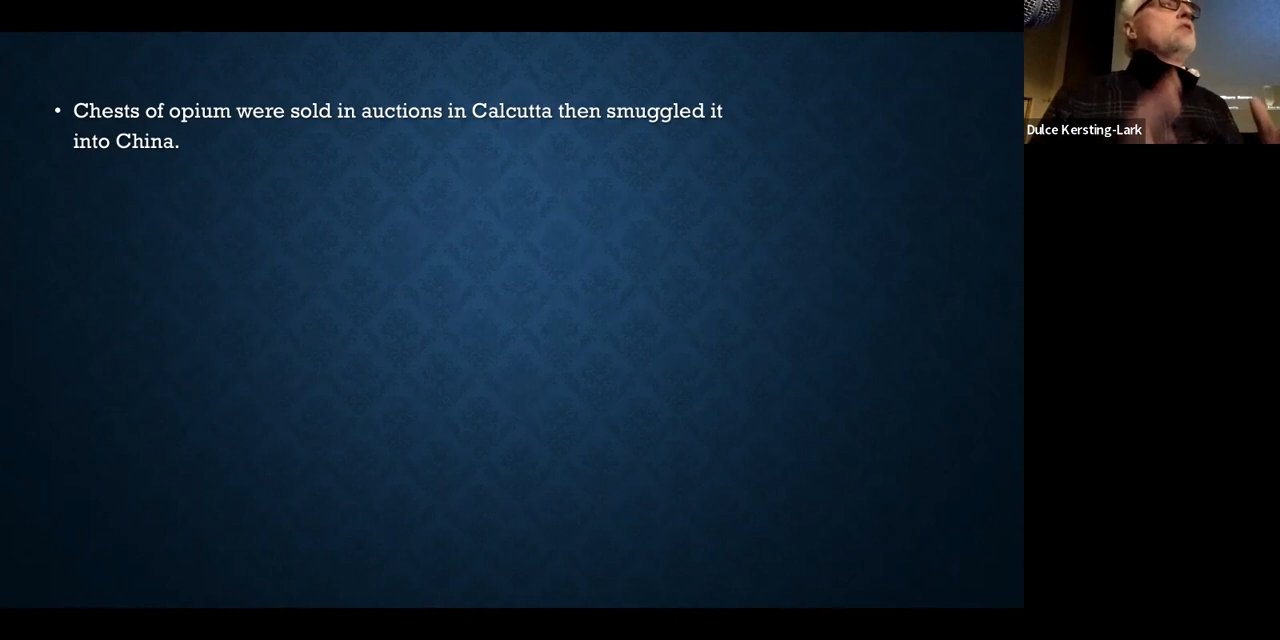 • Chests of opium were sold in auctions in Calcutta then smuggled it
into China.
Dulce Kersting-Lark